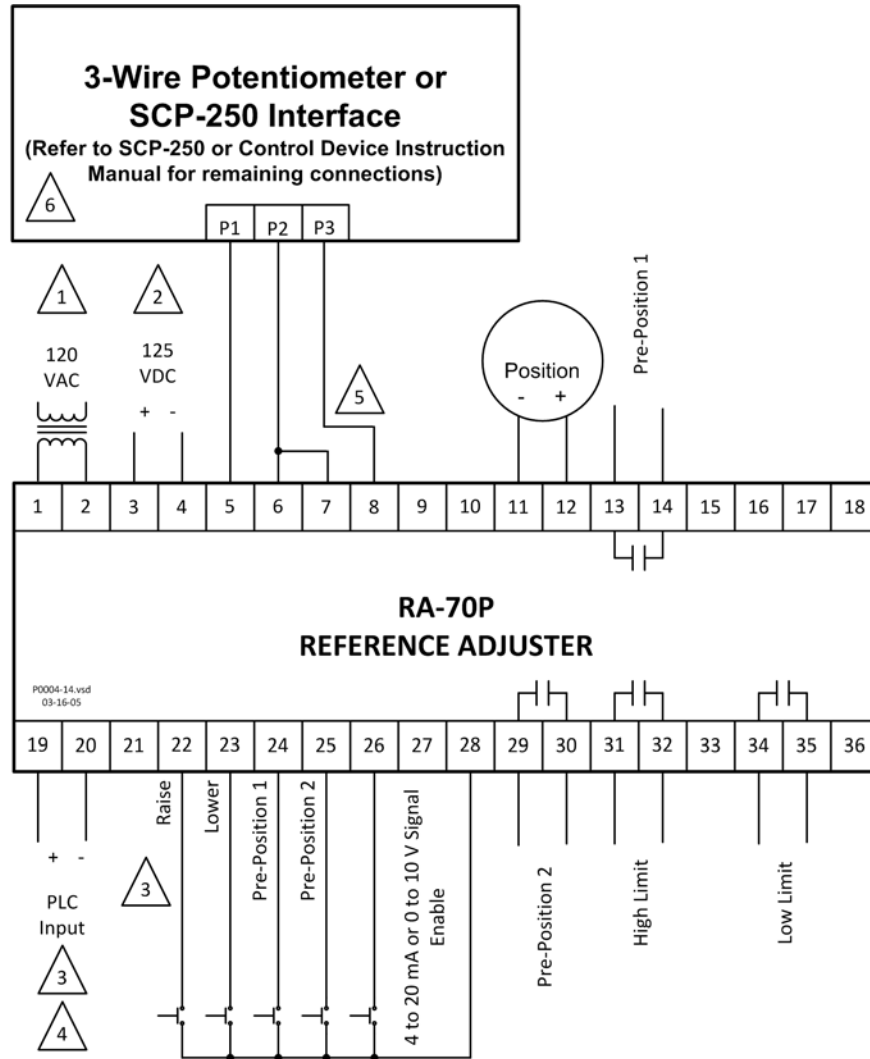 3-Wire Potentiometer or
SCP-250 Interface
(Refer to SCP-250 or Control Device Instruction
Manual for remaining connections)
6
P1 P2 P3
1 2
120
VAC
125
VDC
+ -
5
Position
- +
Pre-Position 1
1 2 3 4 5 6 7 8 9 10 11 12 13 14 15 16 17 18
RA-70P
REFERENCE ADJUSTER
P0004-14.vsd
03-16-05
19 20 21 22 23 24 25 26 27 28 29 30 31 32 33 34 35 36
+ -
PLC
Input
3
4
3
Raise
Lower
Pre-Position 1
Pre-Position 2
4 to 20 mA or 0 to 10 V Signal
Enable
Pre-Position 2
High Limit
Low Limit